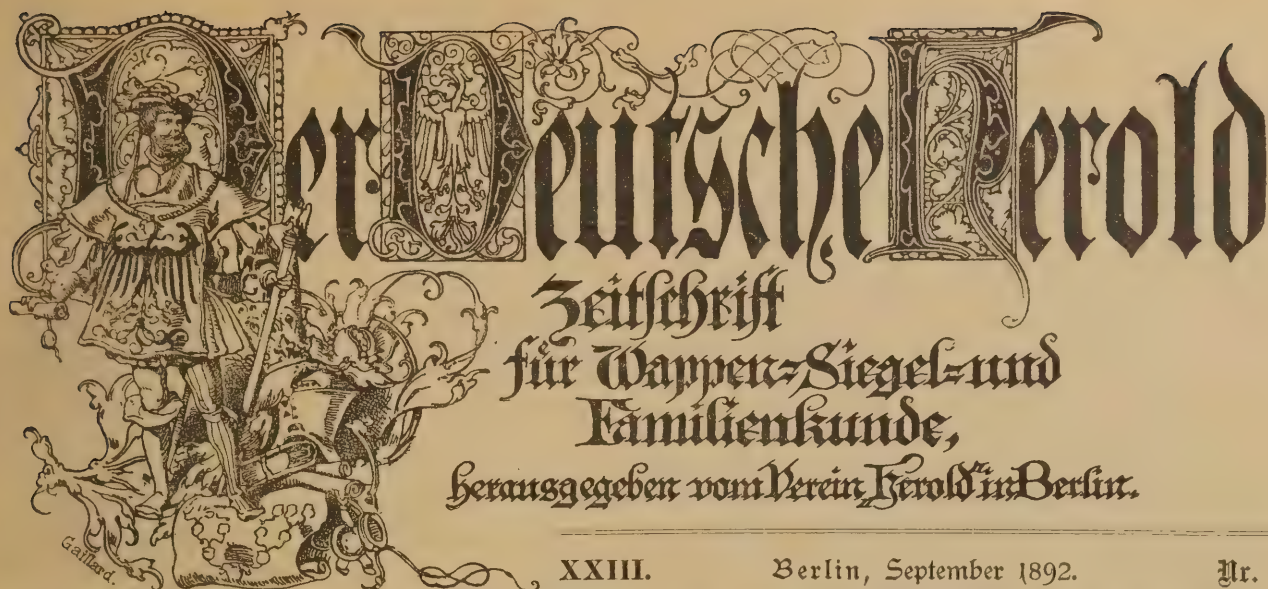 Der Deutsche Herold
Zeitschrift
für Wappen-Siegel-und
Familienkunde,
herausgegeben vom Verein „Herold“ in Berlin.
Gaillard.
XXIII. Berlin, September 1892. Nr.